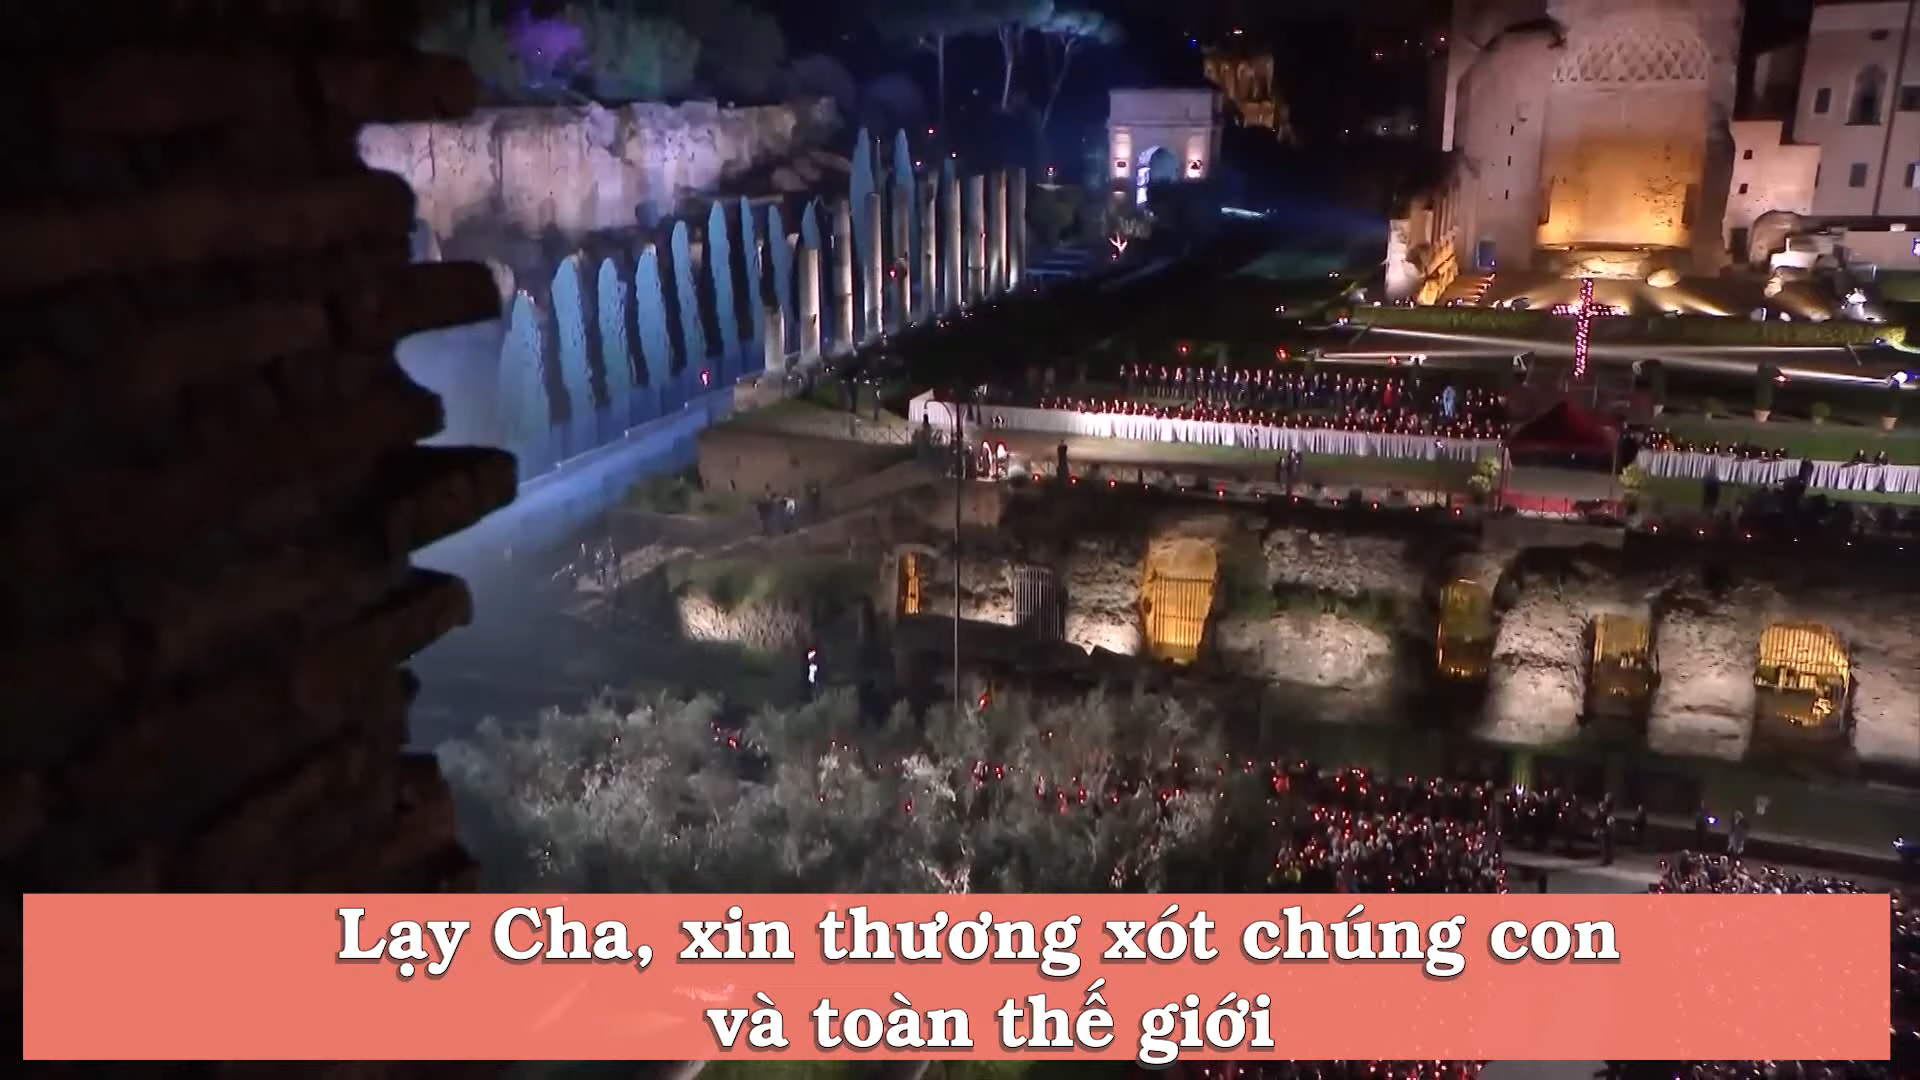 Lạy Cha, xin thương xót chúng con
và toàn thế giới